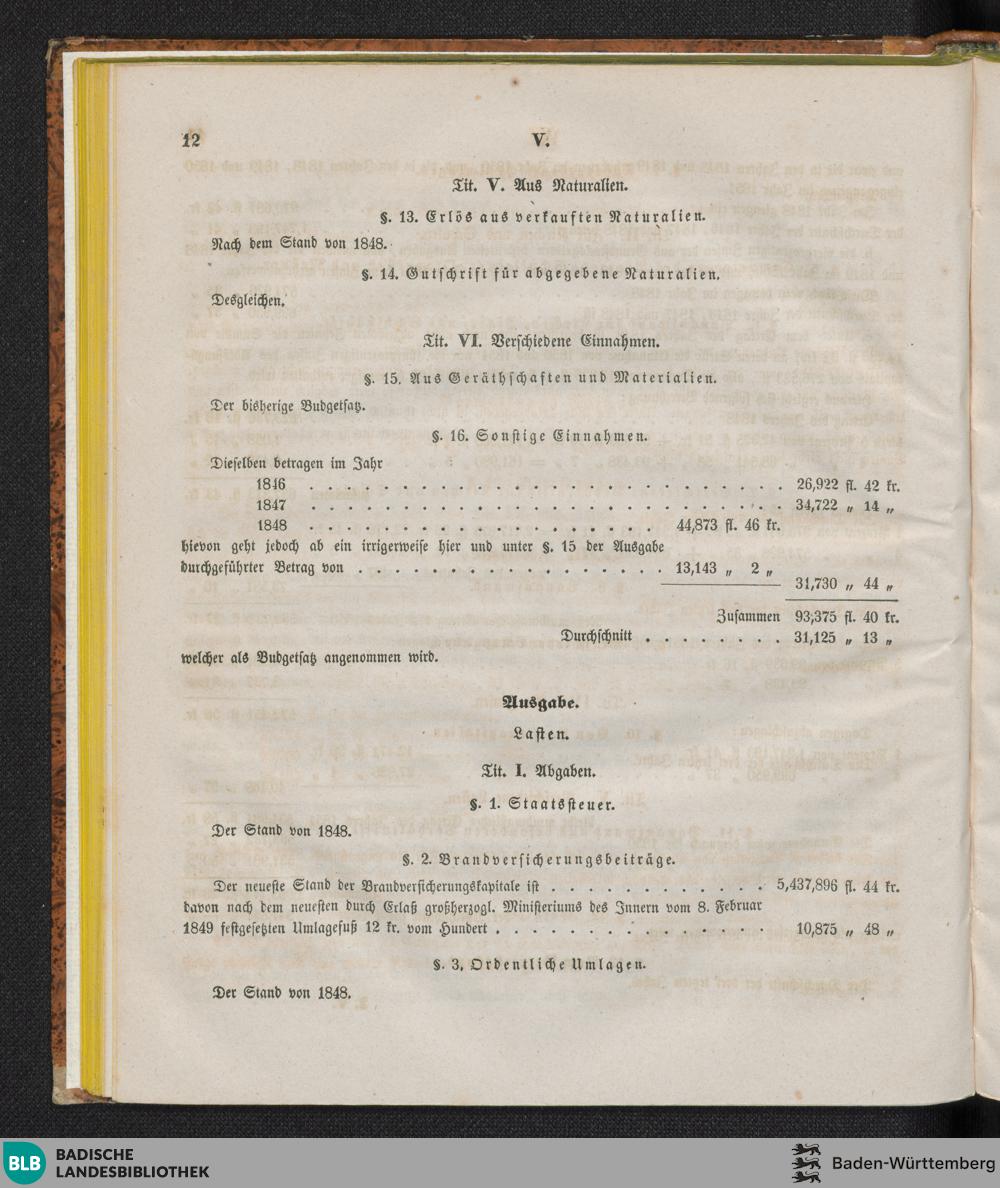 12 V.
Tit. V. Aus Naturalien.
§. 13. Erlös aus verkauften Naturalien.
Nach dem Stand von 1848.
§. 14. Gutschrift für abgegebene Naturalien.
Desgleichen.
Tit. VI. Verschiedene Einnahmen.
§. 15. Aus Geräthschaften und Materialien.
Der bisherige Budgetsatz.
§. 16. Sonstige Einnahmen.
Dieselben betragen im Jahr
1846 . . . . . . . . . . . . . . . . . . . . . . . 26,922 fl. 42 kr.
1847 . . . . . . . . . . . . . . . . . . . . . . . 34,722 „ 14 „
1848 . . . . . . . . . . . . . . . . . 44,873 fl. 46 kr.
hievon geht jedoch ab ein irrigerweise hier und unter §. 15 der Ausgabe
durchgeführter Betrag von . . . . . . . . . . . . . . . . . 13,143 „ 2 „
31,730 „ 44 „
Zusammen 93,375 fl. 40 kr.
Durchschnitt . . . . . . . . 31,125 „ 13 „
welcher als Budgetsatz angenommen wird.
Ausgabe.
Lasten.
Tit. I. Abgaben.
§. 1. Staatssteuer.
Der Stand von 1848.
§. 2. Brandversicherungsbeiträge.
Der neueste Stand der Brandversicherungskapitale ist . . . . . . . . . . . . 5,437,896 fl. 44 kr.
davon nach dem neuesten durch Erlaß großherzogl. Ministeriums des Innern vom 8. Februar
1849 festgesetzten Umlagefuß 12 kr. vom Hundert . . . . . . . . . . . . . . . 10,875 „ 48 „
§. 3. Ordentliche Umlagen.
Der Stand von 1848.
BLB BADISCHE
LANDESBIBLIOTHEK
Baden-Württemberg